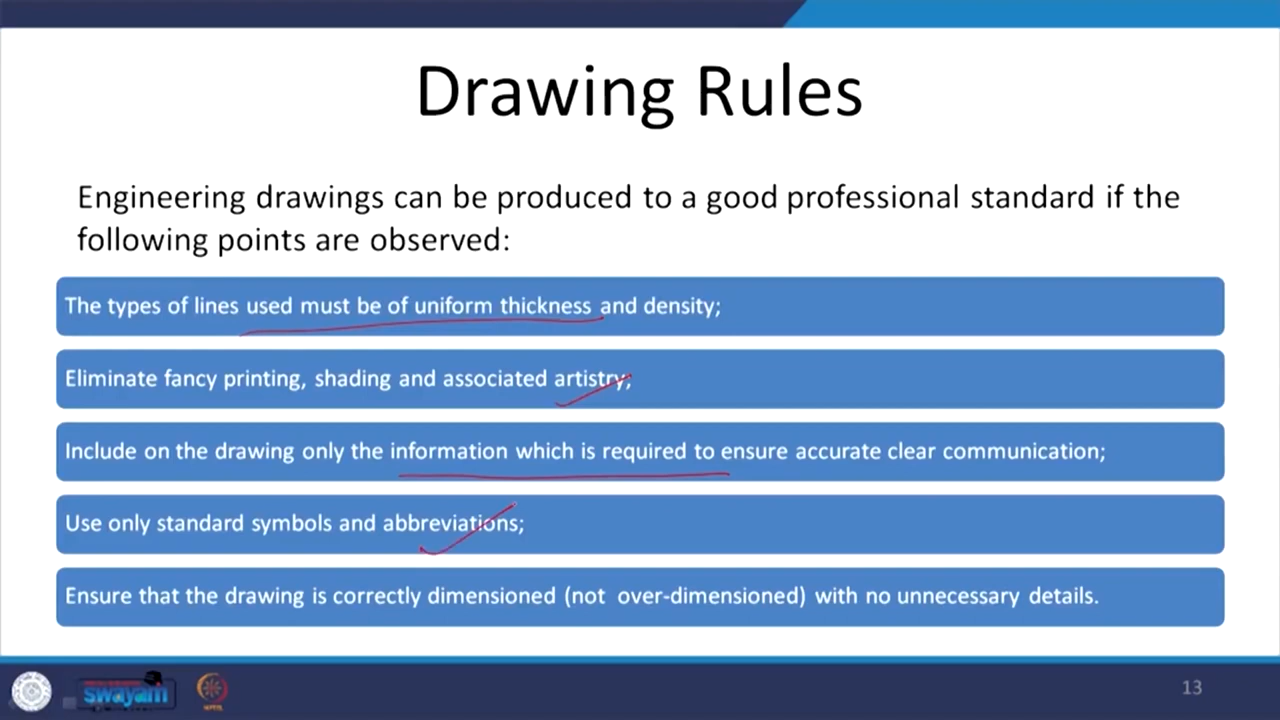 Drawing Rules
Engineering drawings can be produced to a good professional standard if the
following points are observed:
The types of lines used must be of uniform thickness and density;
Eliminate fancy printing, shading and associated artistry;
Include on the drawing only the information which is required to ensure accurate clear communication;
Use only standard symbols and abbreviations;
Ensure that the drawing is correctly dimensioned (not over-dimensioned) with no unnecessary details.
swayam
13